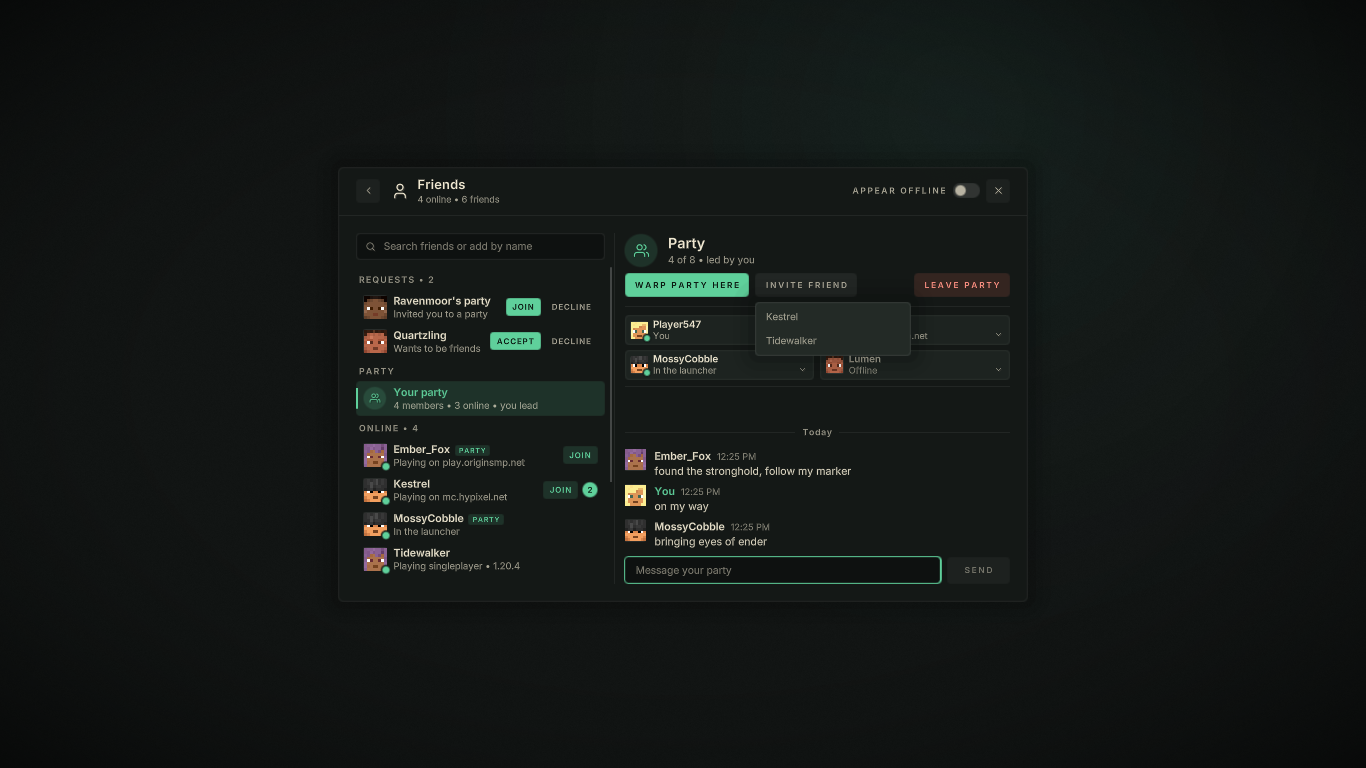 Friends
4 online • 6 friends
APPEAR OFFLINE
Search friends or add by name
REQUESTS • 2
Ravenmoor's party
Invited you to a party
JOIN
DECLINE
Quartzling
Wants to be friends
ACCEPT
DECLINE
PARTY
Your party
4 members • 3 online • you lead
ONLINE • 4
Ember_Fox PARTY
Playing on play.originsmp.net
JOIN
Kestrel
Playing on mc.hypixel.net
JOIN 2
MossyCobble PARTY
In the launcher
Tidewalker
Playing singleplayer • 1.20.4
Party
4 of 8 • led by you
WARP PARTY HERE
INVITE FRIEND
LEAVE PARTY
Kestrel
Tidewalker
Player547
You
.net
MossyCobble
In the launcher
Lumen
Offline
Today
Ember_Fox 12:25 PM
found the stronghold, follow my marker
You 12:25 PM
on my way
MossyCobble 12:25 PM
bringing eyes of ender
Message your party
SEND